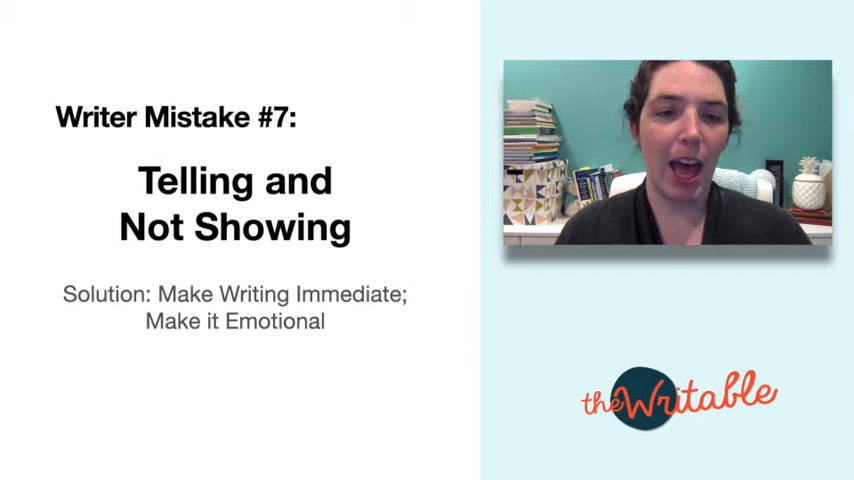 Writer Mistake #7:
Telling and
Not Showing
Solution: Make Writing Immediate;
Make it Emotional
theWritable